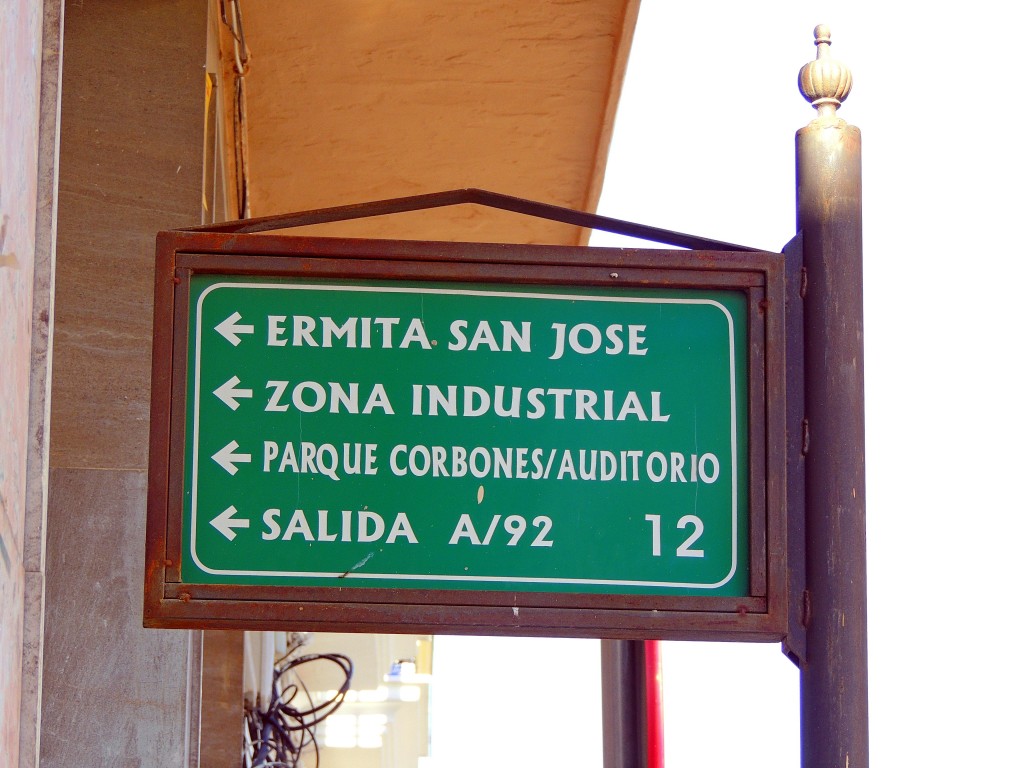 ← ERMITA SAN JOSE
← ZONA INDUSTRIAL
← PARQUE CORBONES/AUDITORIO
← SALIDA A/92 12